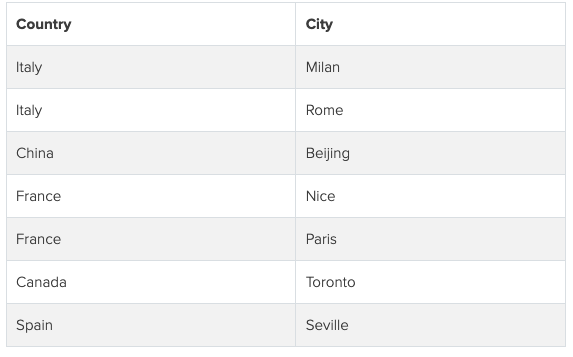 Country City
Italy Milan
Italy Rome
China Beijing
France Nice
France Paris
Canada Toronto
Spain Seville